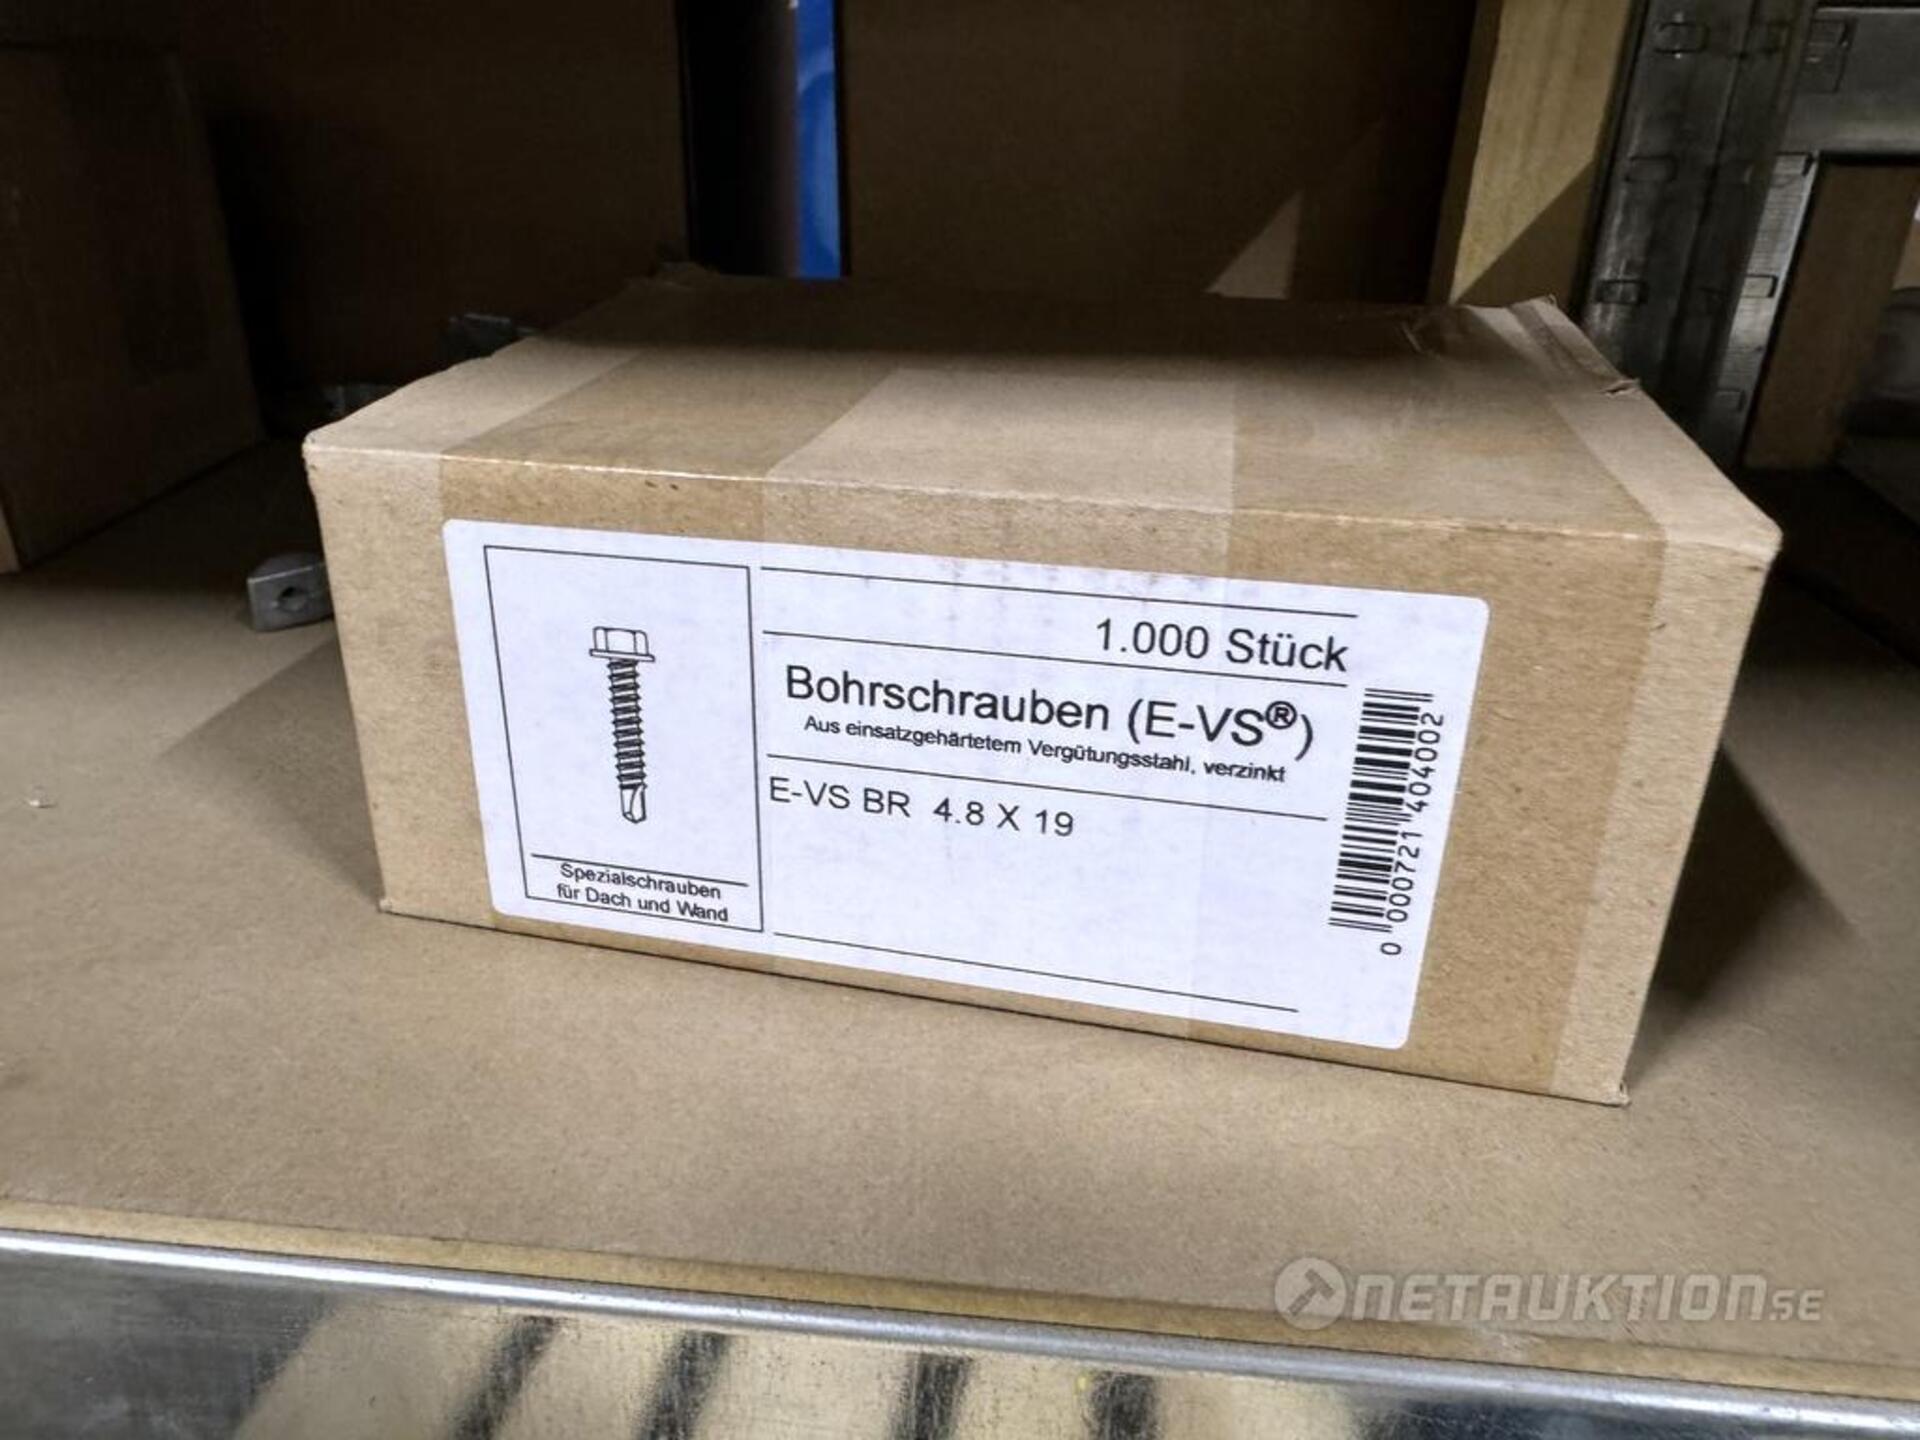 1.000 Stück
Bohrschrauben (E-VS®)
Aus einsatzgehärtetem Vergütungsstahl, verzinkt
E-VS BR 4.8 X 19
Spezialschrauben
für Dach und Wand
0 000721 404002
NETAUKTION.SE